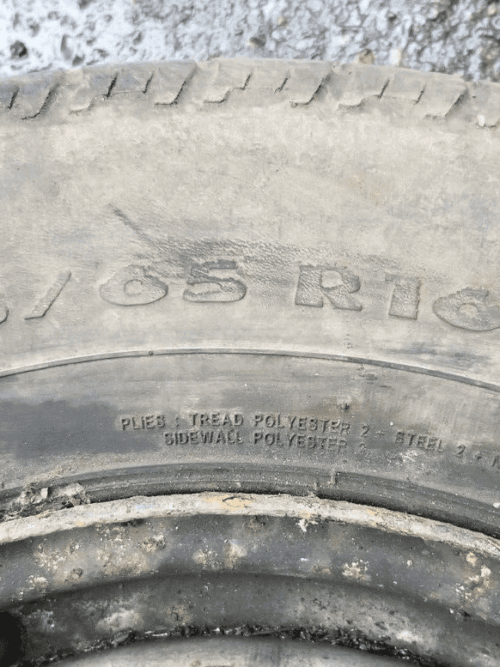 /65 R16
PLIES : TREAD POLYESTER 2 - STEEL 2 +
SIDEWALL POLYESTER